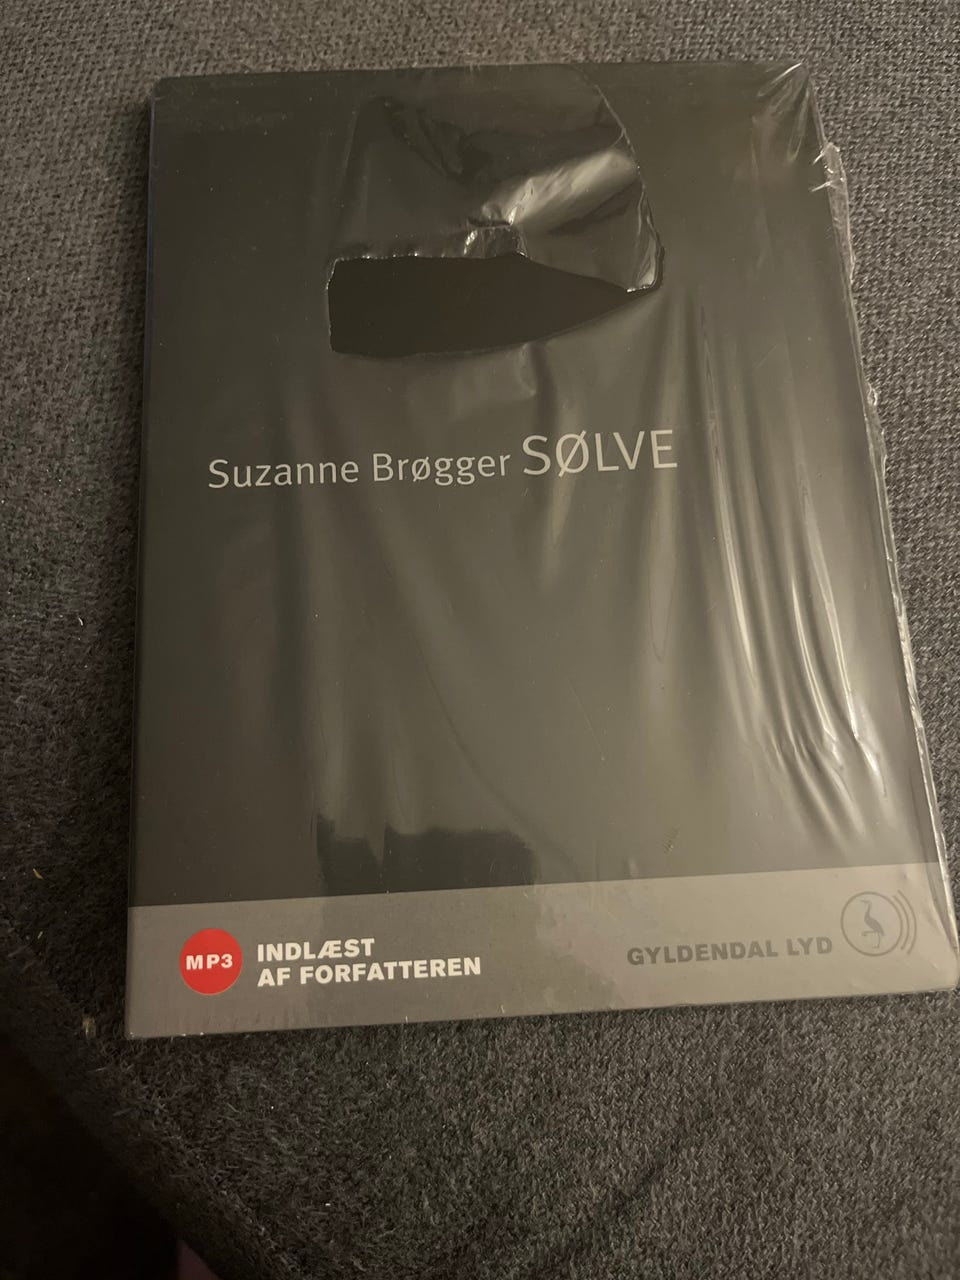 Suzanne Brøgger SØLVE
MP3
INDLÆST
AF FORFATTEREN
GYLDENDAL LYD